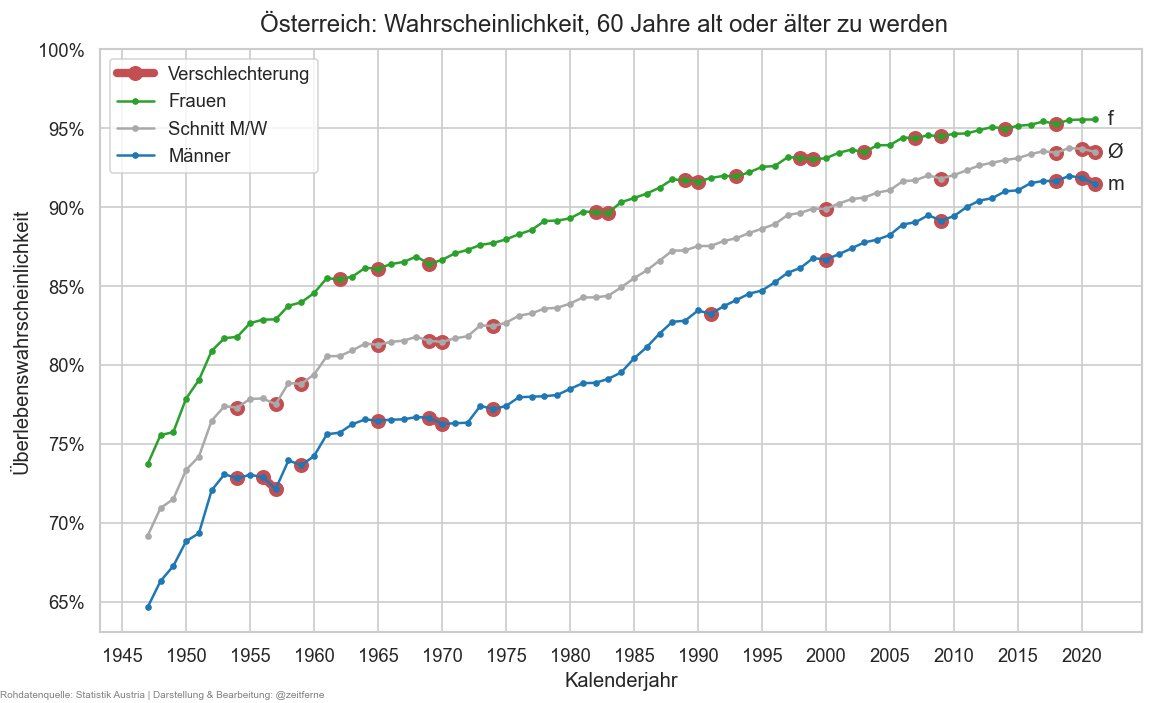 Österreich: Wahrscheinlichkeit, 60 Jahre alt oder älter zu werden
100%
95%
90%
85%
80%
75%
70%
65%
Überlebenswahrscheinlichkeit
Verschlechterung
Frauen
Schnitt M/W
Männer
f
Ø
m
1945 1950 1955 1960 1965 1970 1975 1980 1985 1990 1995 2000 2005 2010 2015 2020
Kalenderjahr
Rohdatenquelle: Statistik Austria | Darstellung & Bearbeitung: @zeitferne